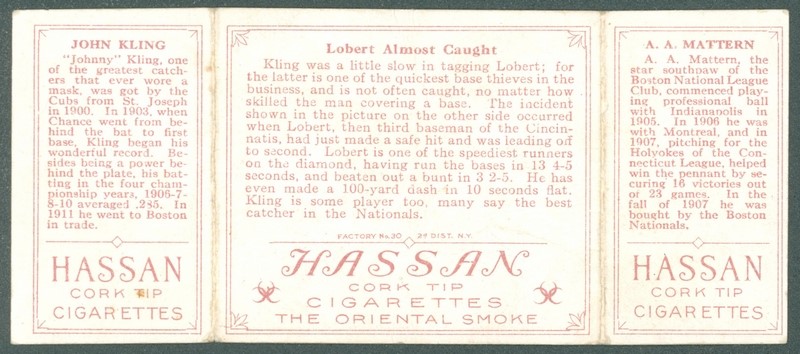 JOHN KLING
"Johnny" Kling, one
of the greatest catch-
ers that ever wore a
mask, was got by the
Cubs from St. Joseph
in 1900. In 1903, when
Chance went from be-
hind the bat to first
base, Kling began his
wonderful record. Be-
sides being a power be-
hind the plate, his bat-
ting in the four cham-
pionship years, 1906-7-
8-10 averaged .285. In
1911 he went to Boston
in trade.
HASSAN
CORK TIP
CIGARETTES
Lobert Almost Caught
Kling was a little slow in tagging Lobert; for
the latter is one of the quickest base thieves in the
business, and is not often caught, no matter how
skilled the man covering a base. The incident
shown in the picture on the other side occurred
when Lobert, then third baseman of the Cincin-
natis, had just made a safe hit and was leading off
to second. Lobert is one of the speediest runners
on the diamond, having run the bases in 13 4-5
seconds, and beaten out a bunt in 3 2-5. He has
even made a 100-yard dash in 10 seconds flat.
Kling is some player too, many say the best
catcher in the Nationals.
FACTORY No. 30 2d DIST. N.Y.
HASSAN
CORK TIP
CIGARETTES
THE ORIENTAL SMOKE
A. A. MATTERN
A. A. Mattern, the
star southpaw of the
Boston National League
Club, commenced play-
ing professional ball
with Indianapolis in
1905. In 1906 he was
with Montreal, and in
1907, pitching for the
Holyokes of the Con-
necticut League, helped
win the pennant by se-
curing 16 victories out
of 23 games. In the
fall of 1907 he was
bought by the Boston
Nationals.
HASSAN
CORK TIP
CIGARETTES